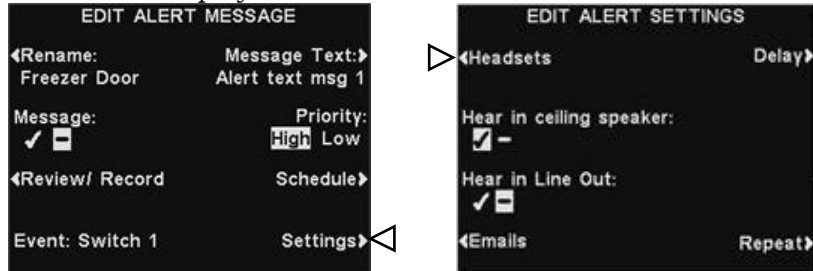 EDIT ALERT MESSAGE
◀Rename: Message Text:▶
Freezer Door Alert text msg 1
Message: Priority:
✓ – High Low
◀Review/ Record Schedule▶
Event: Switch 1 Settings▶
EDIT ALERT SETTINGS
◀Headsets Delay▶
Hear in ceiling speaker:
✓ –
Hear in Line Out:
✓ –
◀Emails Repeat▶